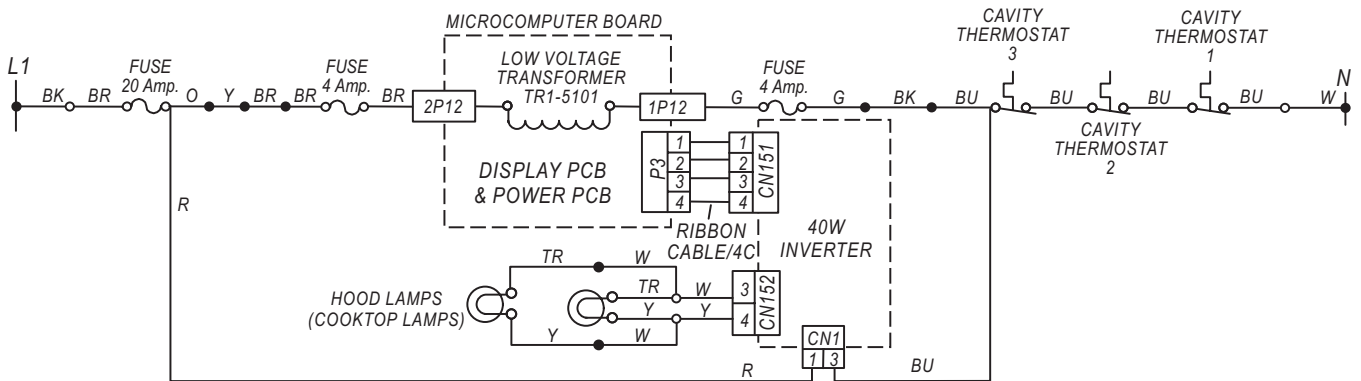 MICROCOMPUTER BOARD
CAVITY
THERMOSTAT
3
CAVITY
THERMOSTAT
1
L1
FUSE
20 Amp.
FUSE
4 Amp.
LOW VOLTAGE
TRANSFORMER
TR1-5101
FUSE
4 Amp.
N
BK BR O Y BR BR BR 2P12 1P12 G G BK BU BU BU BU W
CAVITY
THERMOSTAT
2
DISPLAY PCB
& POWER PCB
P3
1
2
3
4
1
2
3
4
CN151
R
RIBBON
CABLE/4C
40W
INVERTER
TR W
TR W
Y Y
Y W
HOOD LAMPS
(COOKTOP LAMPS)
3
4
CN152
CN1
1 3
R
BU